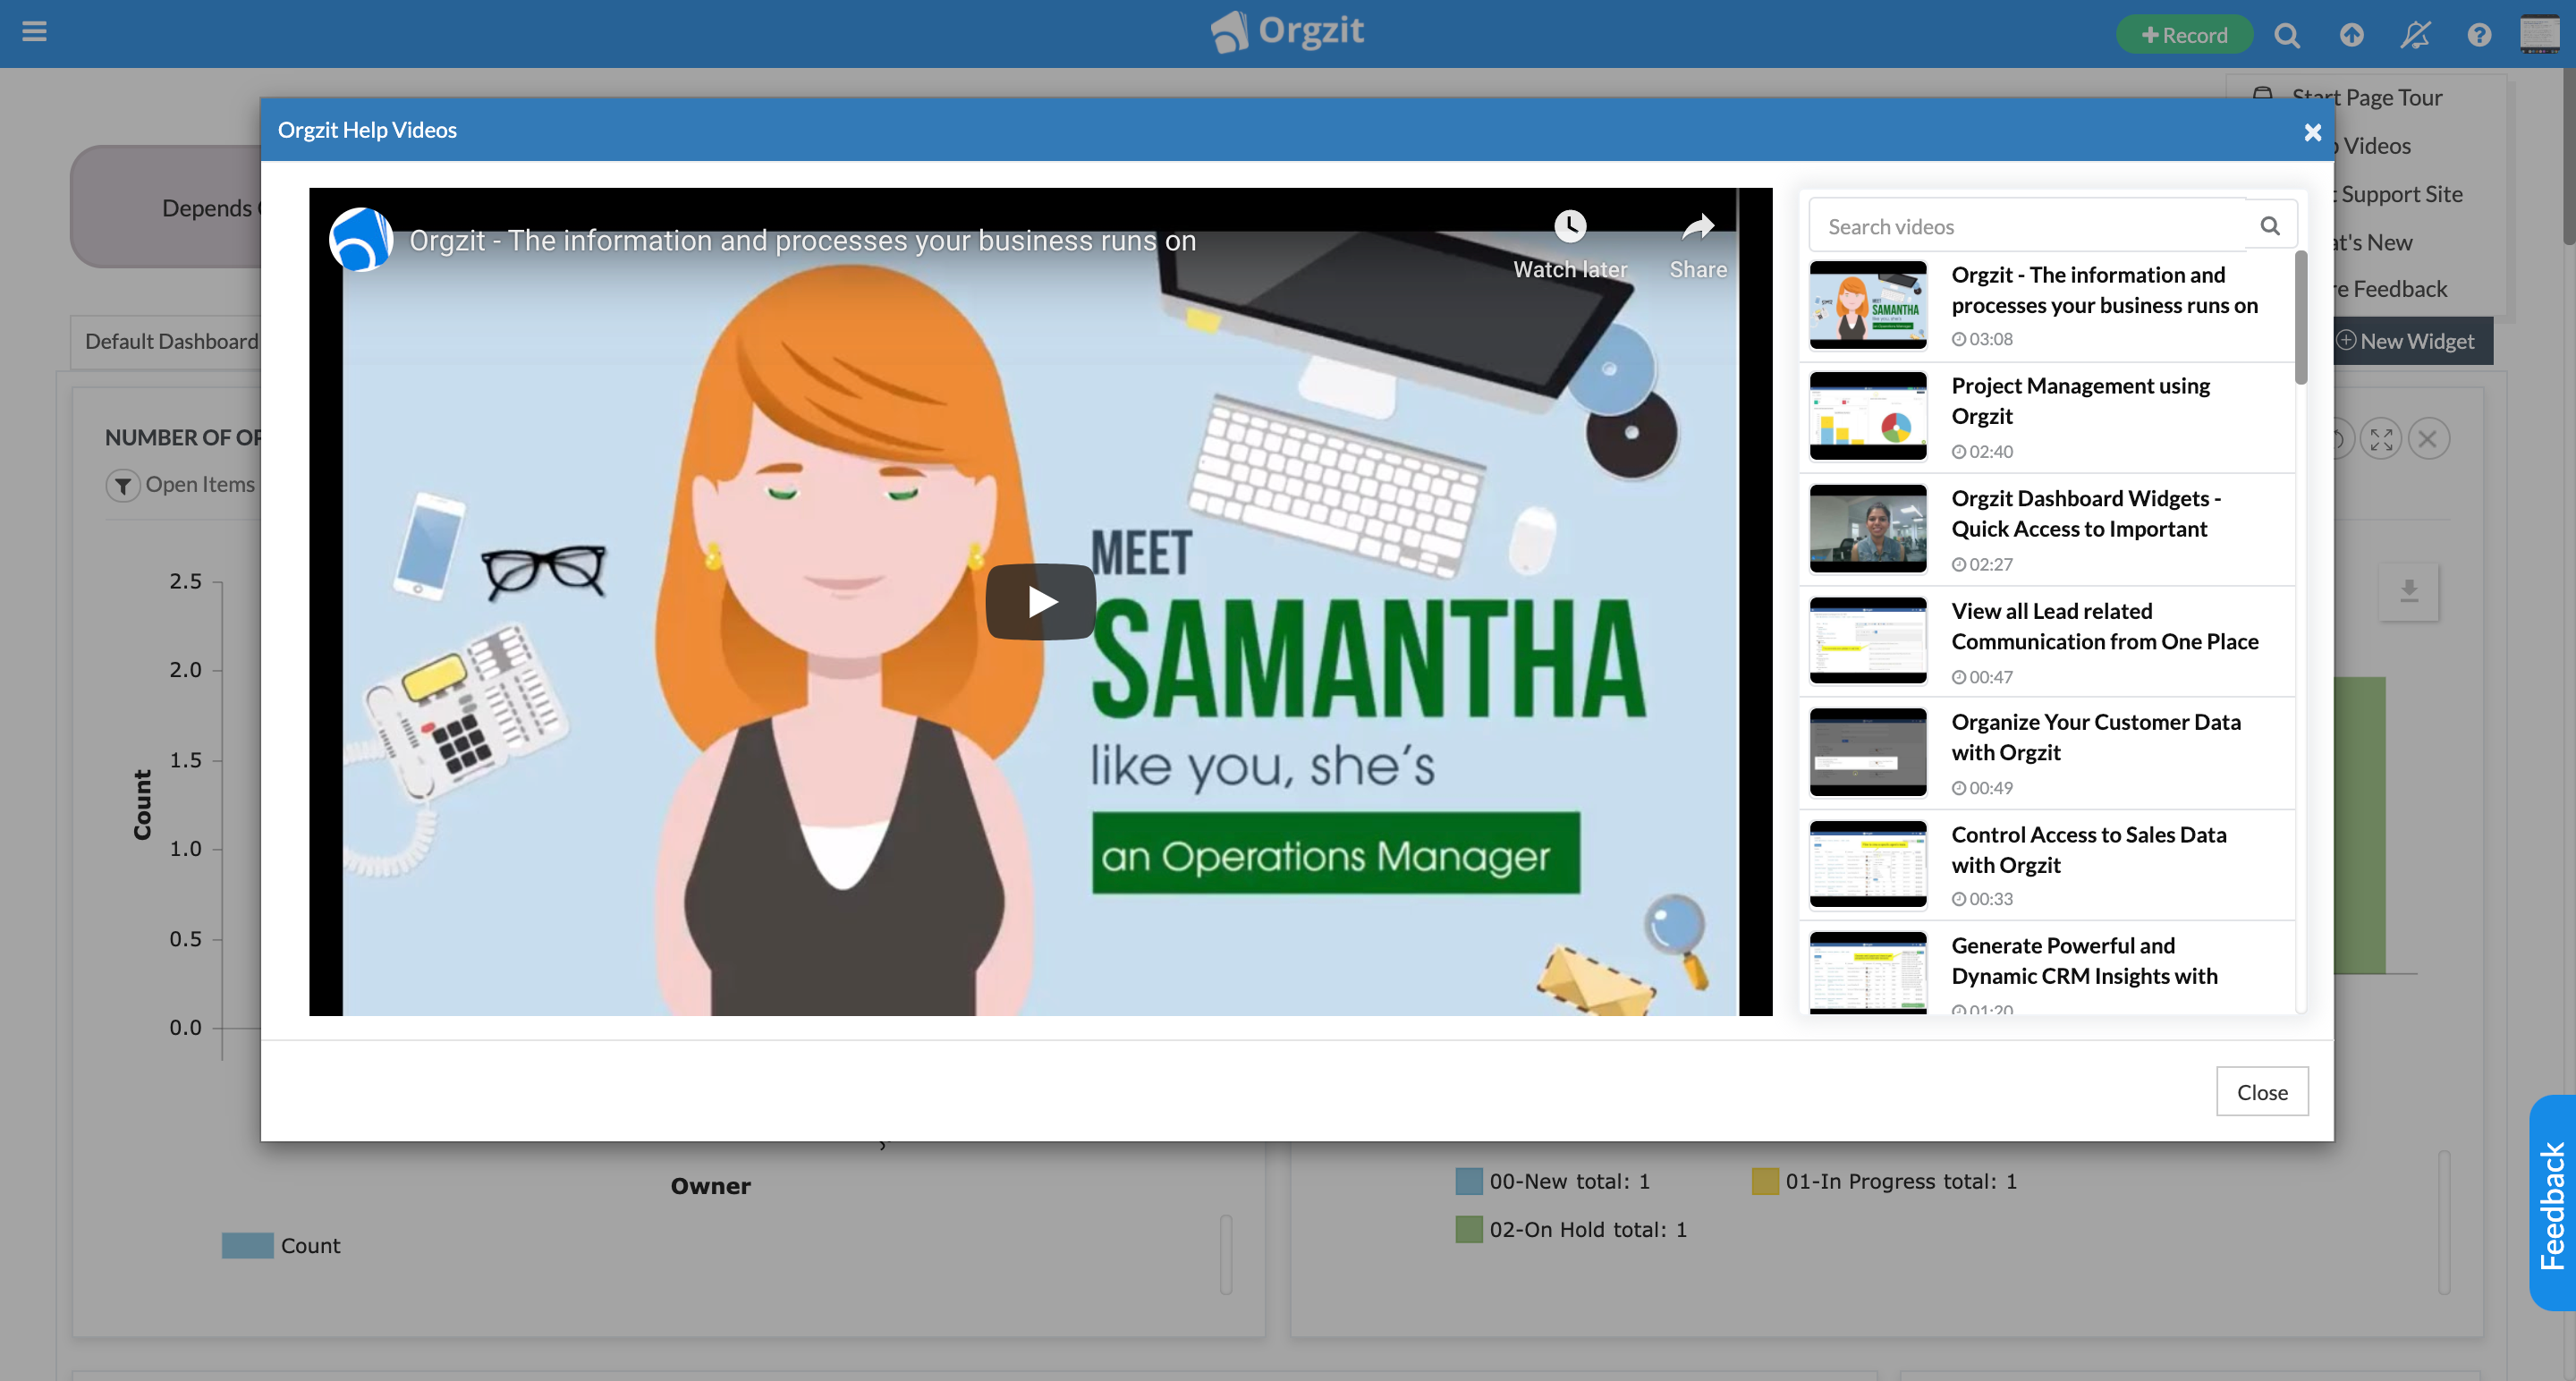 Orgzit
Record
Start Page Tour
Orgzit Help Videos
Videos
Support Site
at's New
re Feedback
Depends
Orgzit - The information and processes your business runs on
Watch later
Share
MEET
SAMANTHA
like you, she's
an Operations Manager
Search videos
Orgzit - The information and
processes your business runs on
03:08
Project Management using
Orgzit
02:40
Orgzit Dashboard Widgets -
Quick Access to Important
02:27
View all Lead related
Communication from One Place
00:47
Organize Your Customer Data
with Orgzit
00:49
Control Access to Sales Data
with Orgzit
00:33
Generate Powerful and
Dynamic CRM Insights with
01:20
Close
Default Dashboard
New Widget
NUMBER OF OP
Open Items
2.5
2.0
1.5
1.0
0.5
0.0
Count
Owner
Count
00-New total: 1
01-In Progress total: 1
02-On Hold total: 1
Feedback